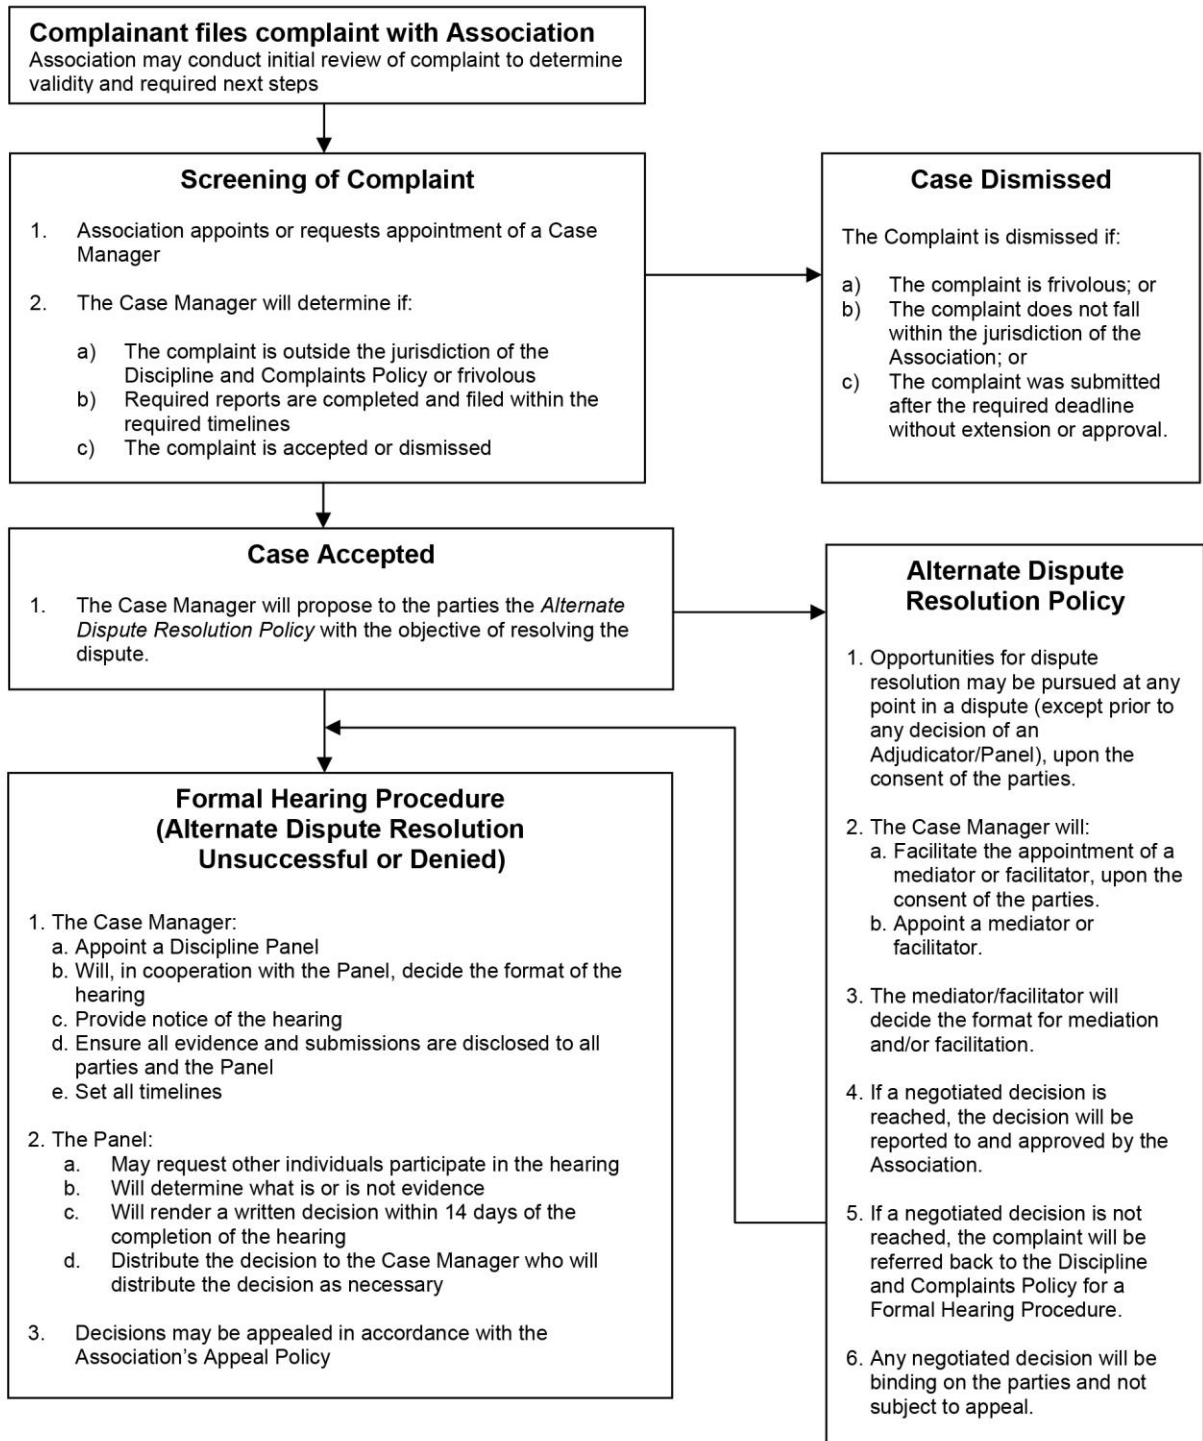 Complainant files complaint with Association
Association may conduct initial review of complaint to determine
validity and required next steps
Screening of Complaint
1. Association appoints or requests appointment of a Case
Manager
2. The Case Manager will determine if:
a) The complaint is outside the jurisdiction of the
Discipline and Complaints Policy or frivolous
b) Required reports are completed and filed within the
required timelines
c) The complaint is accepted or dismissed
Case Dismissed
The Complaint is dismissed if:
a) The complaint is frivolous; or
b) The complaint does not fall
within the jurisdiction of the
Association; or
c) The complaint was submitted
after the required deadline
without extension or approval.
Case Accepted
1. The Case Manager will propose to the parties the Alternate
Dispute Resolution Policy with the objective of resolving the
dispute.
Alternate Dispute
Resolution Policy
1. Opportunities for dispute
resolution may be pursued at any
point in a dispute (except prior to
any decision of an
Adjudicator/Panel), upon the
consent of the parties.
2. The Case Manager will:
a. Facilitate the appointment of a
mediator or facilitator, upon the
consent of the parties.
b. Appoint a mediator or
facilitator.
3. The mediator/facilitator will
decide the format for mediation
and/or facilitation.
4. If a negotiated decision is
reached, the decision will be
reported to and approved by the
Association.
5. If a negotiated decision is not
reached, the complaint will be
referred back to the Discipline
and Complaints Policy for a
Formal Hearing Procedure.
6. Any negotiated decision will be
binding on the parties and not
subject to appeal.
Formal Hearing Procedure
(Alternate Dispute Resolution
Unsuccessful or Denied)
1. The Case Manager:
a. Appoint a Discipline Panel
b. Will, in cooperation with the Panel, decide the format of the
hearing
c. Provide notice of the hearing
d. Ensure all evidence and submissions are disclosed to all
parties and the Panel
e. Set all timelines
2. The Panel:
a. May request other individuals participate in the hearing
b. Will determine what is or is not evidence
c. Will render a written decision within 14 days of the
completion of the hearing
d. Distribute the decision to the Case Manager who will
distribute the decision as necessary
3. Decisions may be appealed in accordance with the
Association's Appeal Policy